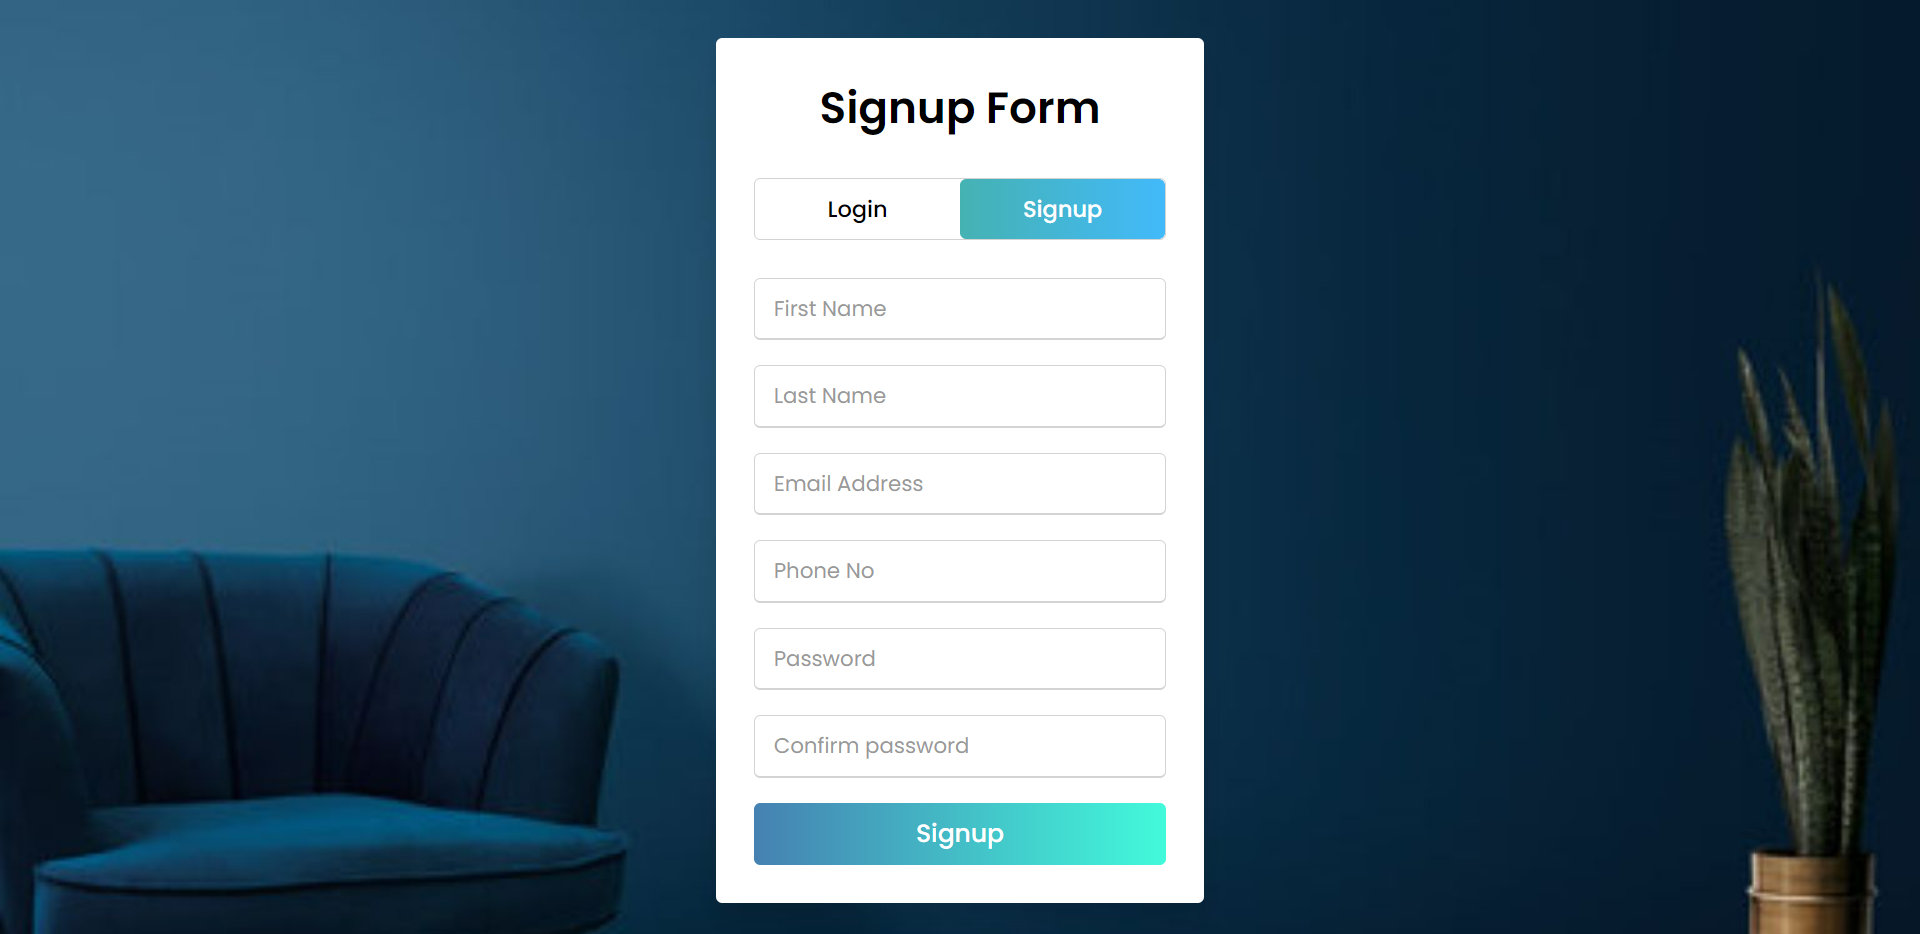 Signup Form
Login Signup
First Name
Last Name
Email Address
Phone No
Password
Confirm password
Signup